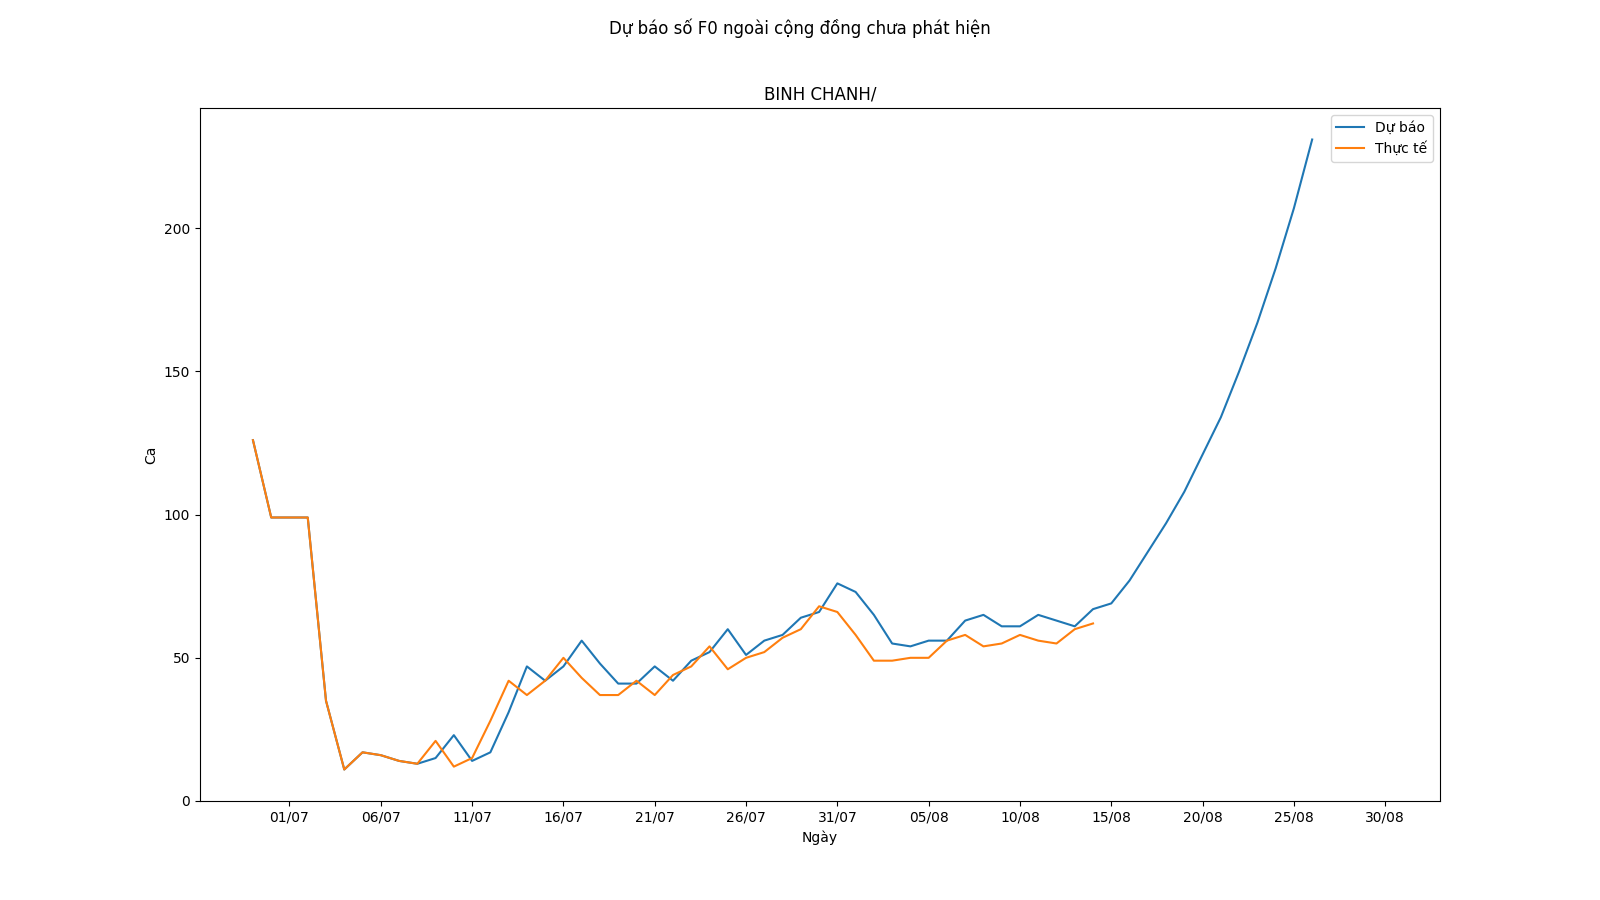 Dự báo số F0 ngoài cộng đồng chưa phát hiện
BINH CHANH/
Dự báo
Thực tế
Ca
200
150
100
50
0
01/07 06/07 11/07 16/07 21/07 26/07 31/07 05/08 10/08 15/08 20/08 25/08 30/08
Ngày